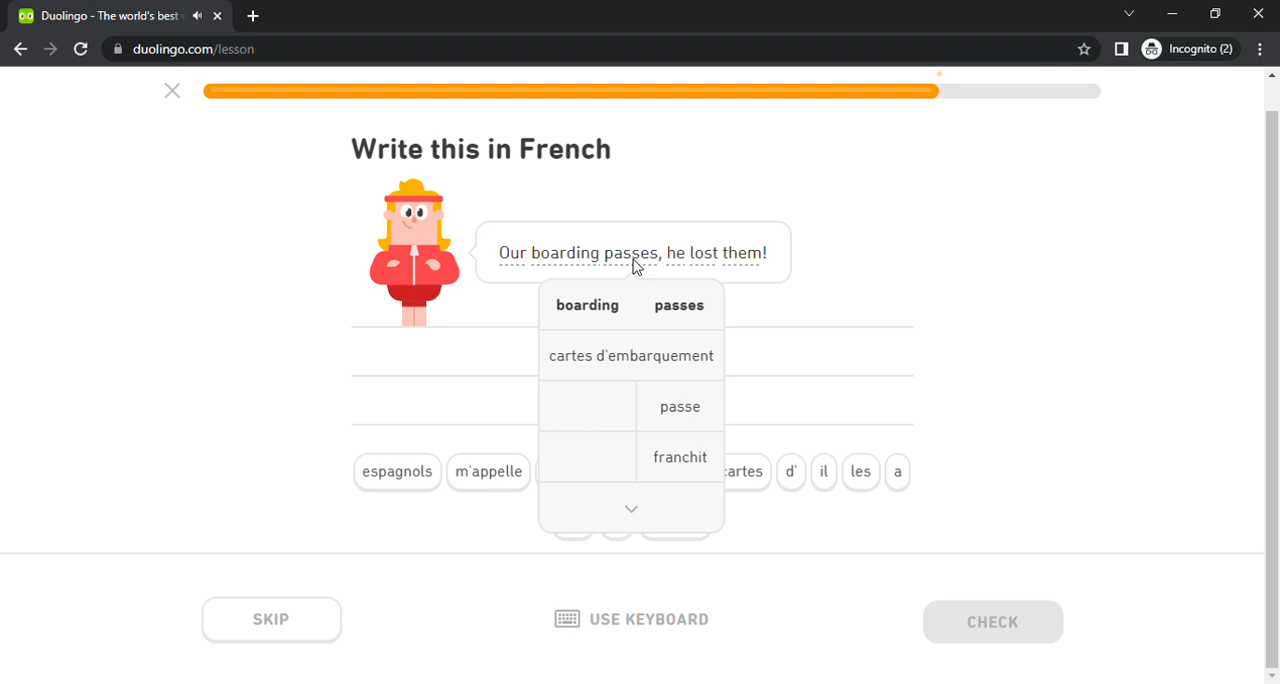 Duolingo - The world's best
duolingo.com/lesson
Incognito (2)
Write this in French
Our boarding passes, he lost them!
boarding passes
cartes d'embarquement
passe
franchit
espagnols m'appelle cartes d' il les a
SKIP USE KEYBOARD CHECK